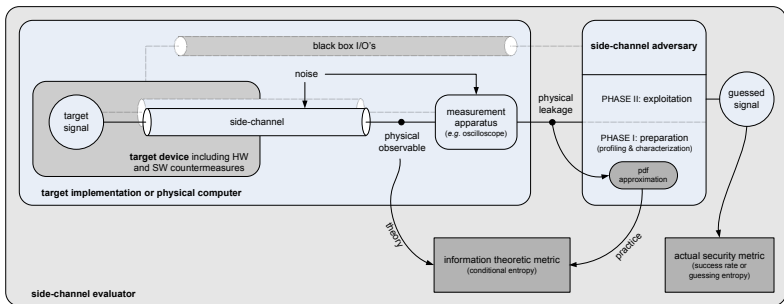 black box I/O's
side-channel adversary
noise
target
signal
side-channel
measurement
apparatus
(e.g. oscilloscope)
physical
leakage
PHASE II: exploitation
guessed
signal
physical
observable
PHASE I: preparation
(profiling & characterization)
target device including HW
and SW countermeasures
pdf
approximation
target implementation or physical computer
theory
practice
information theoretic metric
(conditional entropy)
actual security metric
(success rate or
guessing entropy)
side-channel evaluator